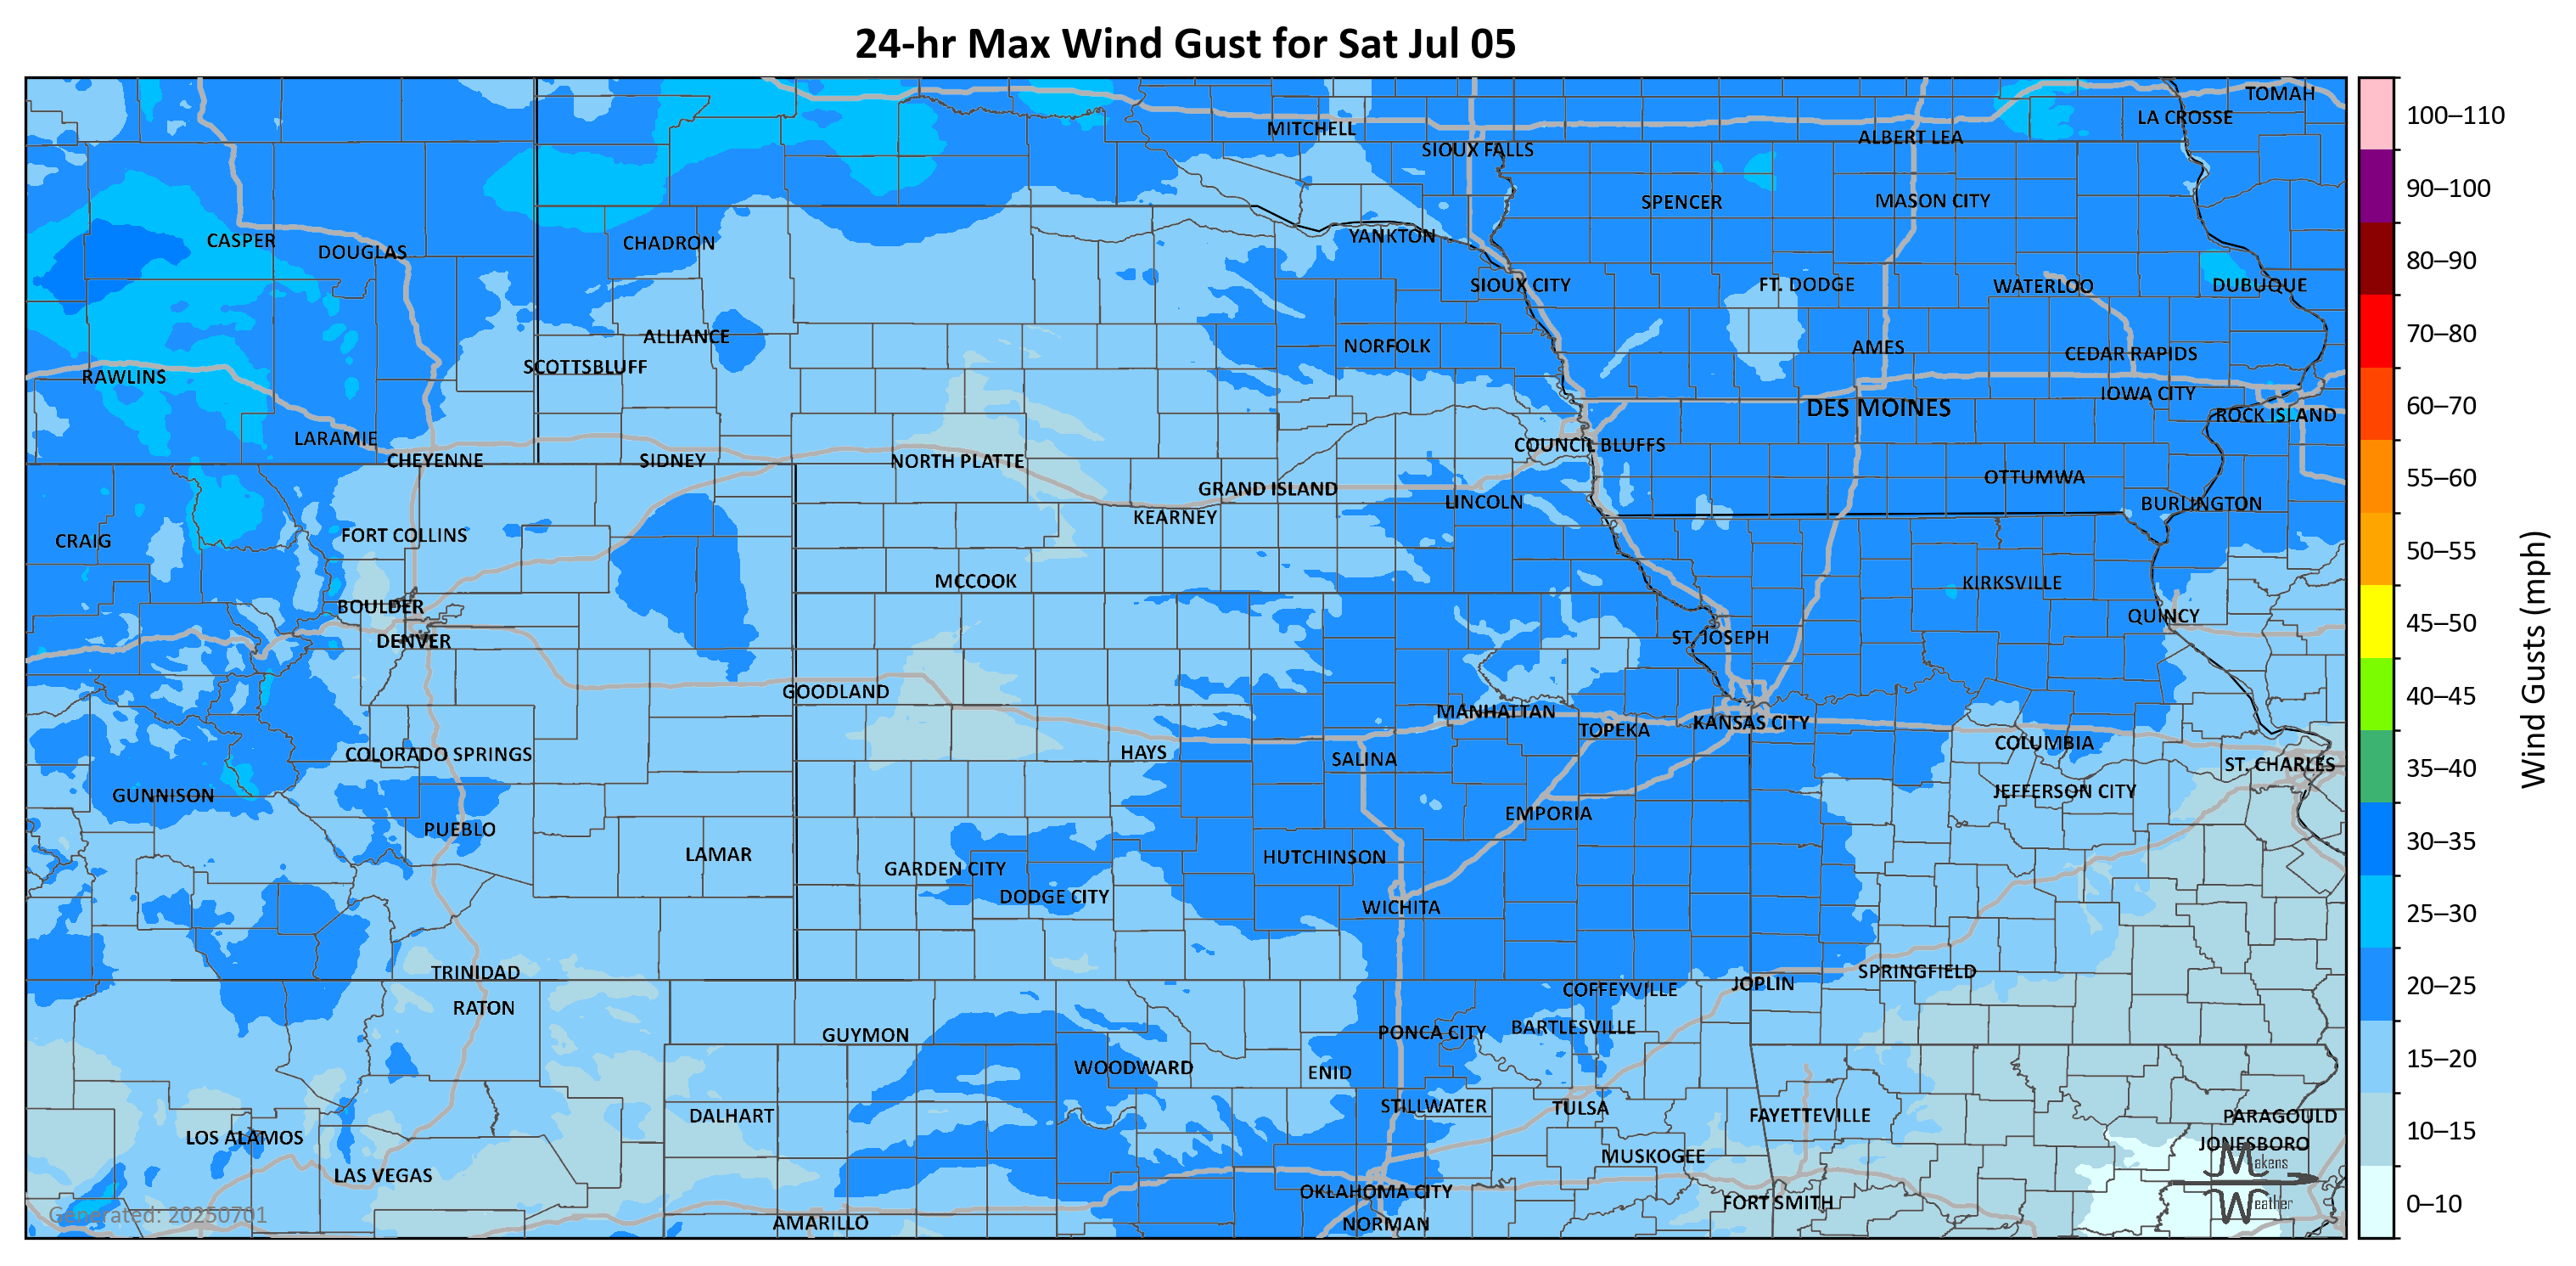 24-hr Max Wind Gust for Sat Jul 05
TOMAH
LA CROSSE
MITCHELL
ALBERT LEA
SIOUX FALLS
SPENCER
MASON CITY
CASPER
DOUGLAS
CHADRON
YANKTON
SIOUX CITY
FT. DODGE
WATERLOO
DUBUQUE
ALLIANCE
NORFOLK
AMES
CEDAR RAPIDS
SCOTTSBLUFF
RAWLINS
IOWA CITY
DES MOINES
ROCK ISLAND
LARAMIE
COUNCIL BLUFFS
CHEYENNE
SIDNEY
NORTH PLATTE
OTTUMWA
GRAND ISLAND
LINCOLN
BURLINGTON
KEARNEY
FORT COLLINS
CRAIG
MCCOOK
KIRKSVILLE
BOULDER
QUINCY
DENVER
ST. JOSEPH
GOODLAND
MANHATTAN
KANSAS CITY
TOPEKA
COLUMBIA
COLORADO SPRINGS
HAYS
SALINA
ST. CHARLES
GUNNISON
JEFFERSON CITY
EMPORIA
PUEBLO
LAMAR
HUTCHINSON
GARDEN CITY
DODGE CITY
WICHITA
TRINIDAD
SPRINGFIELD
JOPLIN
COFFEYVILLE
RATON
BARTLESVILLE
PONCA CITY
GUYMON
WOODWARD
ENID
STILLWATER
TULSA
DALHART
FAYETTEVILLE
PARAGOULD
LOS ALAMOS
JONESBORO
MUSKOGEE
LAS VEGAS
OKLAHOMA CITY
FORT SMITH
AMARILLO
NORMAN
Makens
Weather
Generated: 20250701
100–110
90–100
80–90
70–80
60–70
55–60
50–55
45–50
40–45
35–40
30–35
25–30
20–25
15–20
10–15
0–10
Wind Gusts (mph)